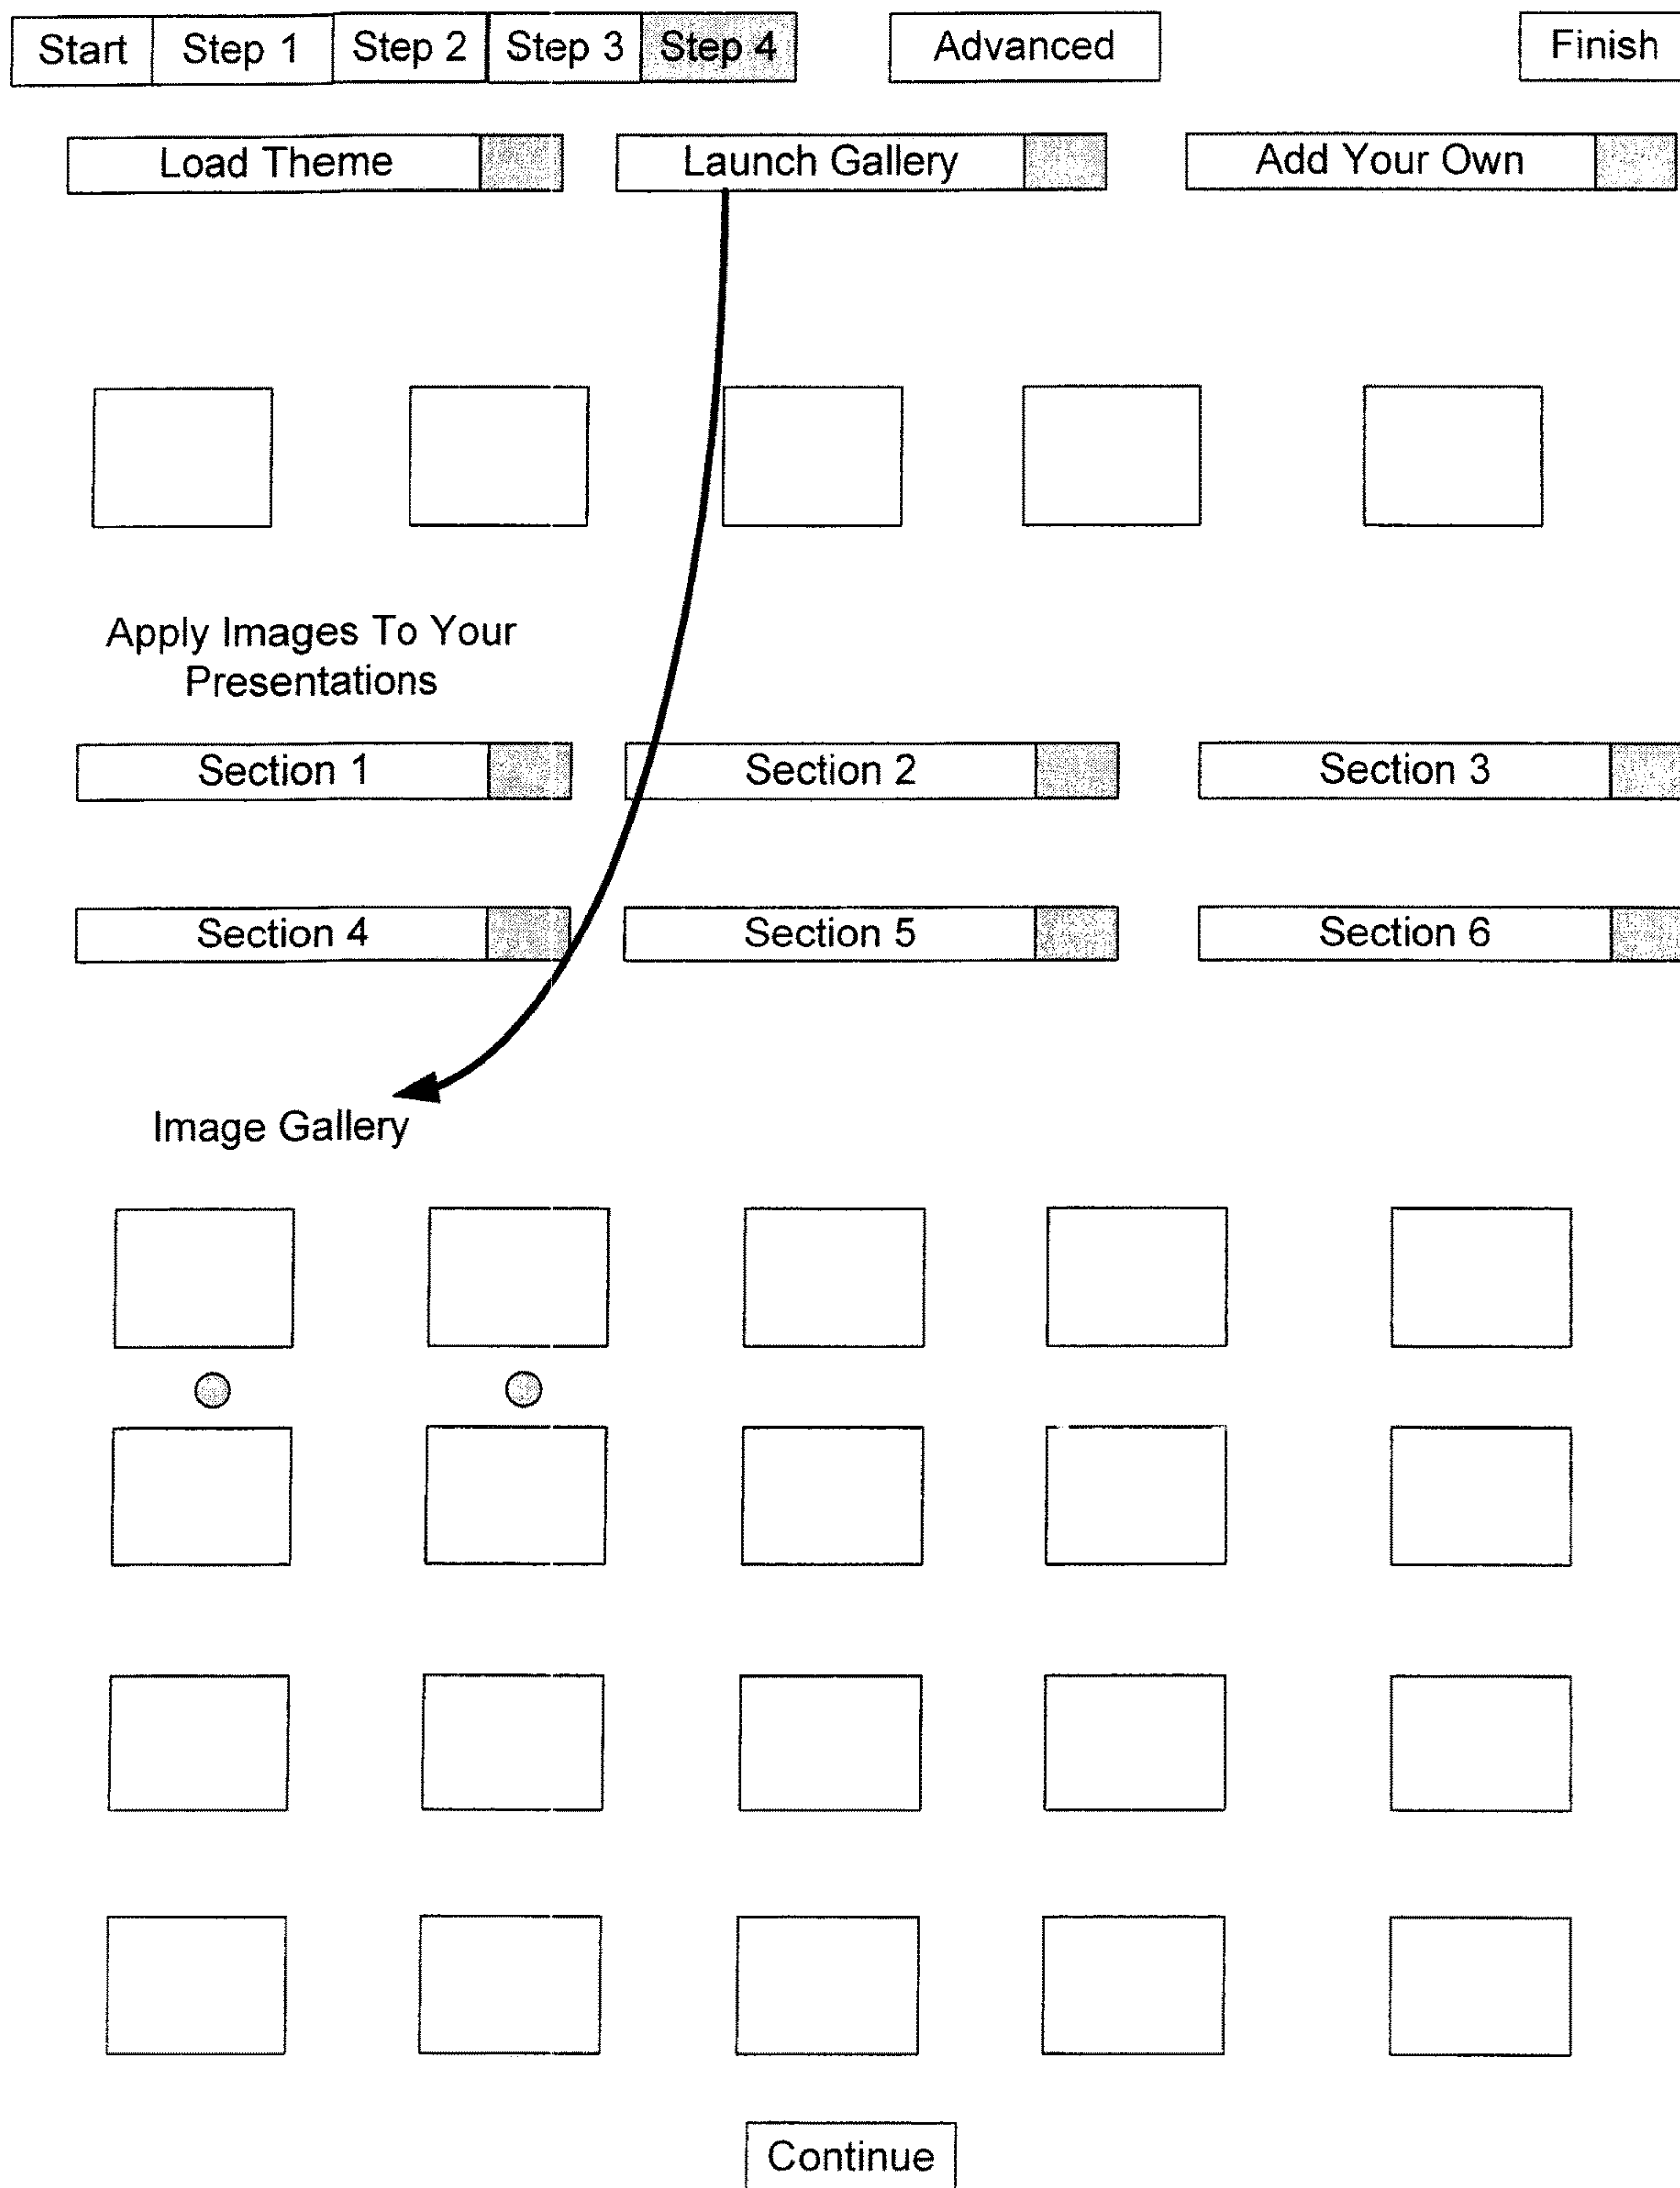 Start Step 1 Step 2 Step 3 Step 4 Advanced Finish
Load Theme Launch Gallery Add Your Own
Apply Images To Your
Presentations
Section 1 Section 2 Section 3
Section 4 Section 5 Section 6
Image Gallery
Continue